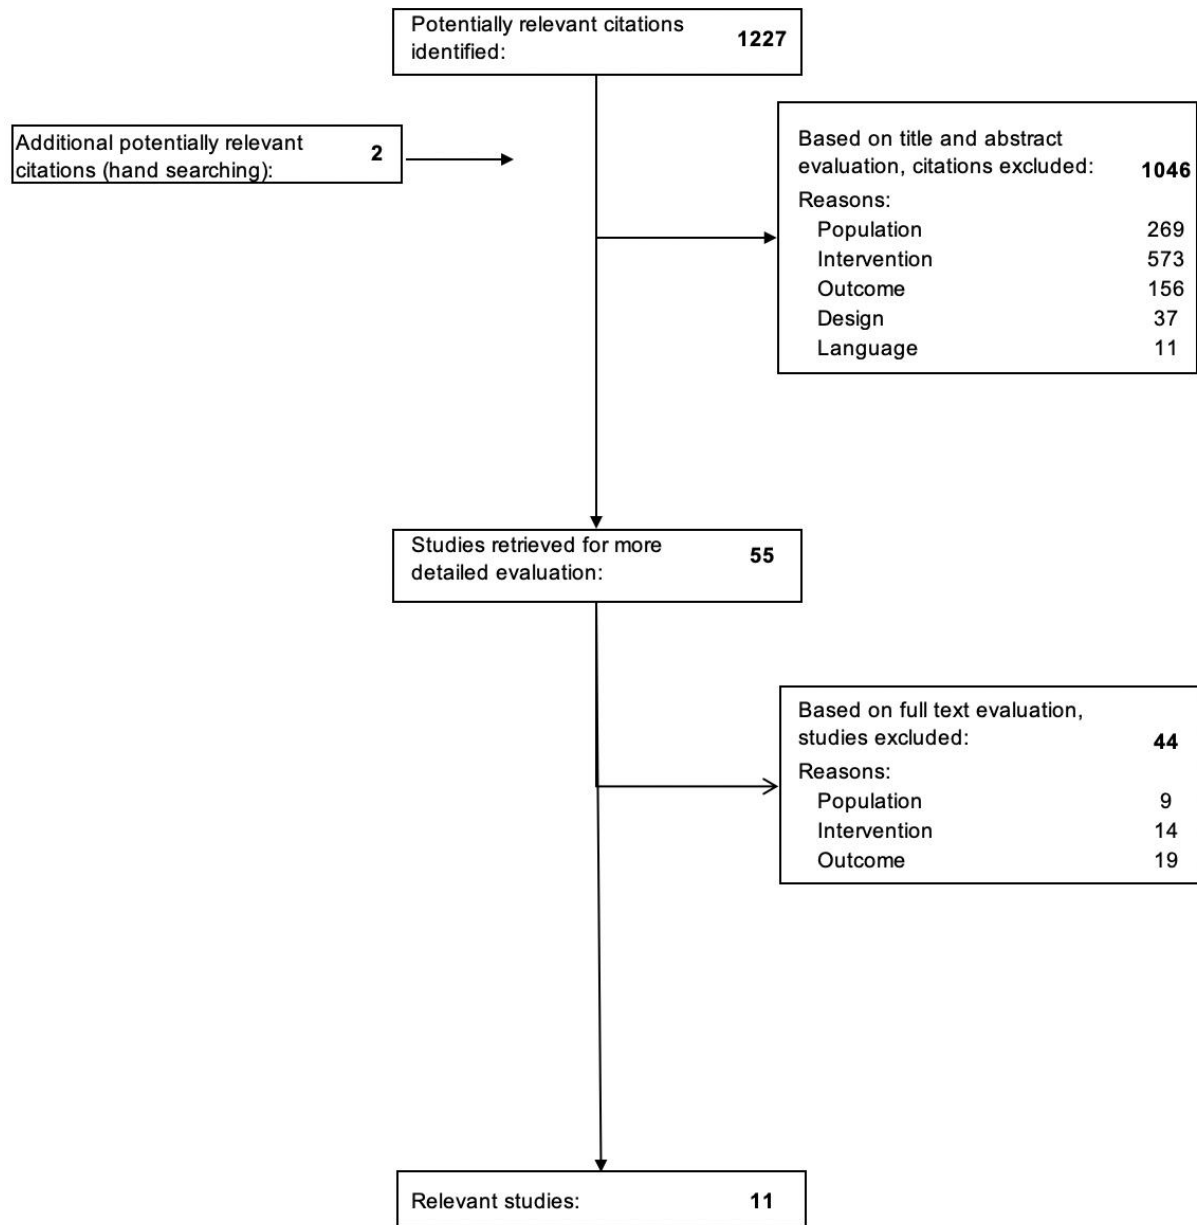 Potentially relevant citations
identified: 1227
Additional potentially relevant
citations (hand searching): 2
Based on title and abstract
evaluation, citations excluded: 1046
Reasons:
Population 269
Intervention 573
Outcome 156
Design 37
Language 11
Studies retrieved for more
detailed evaluation: 55
Based on full text evaluation,
studies excluded: 44
Reasons:
Population 9
Intervention 14
Outcome 19
Relevant studies: 11